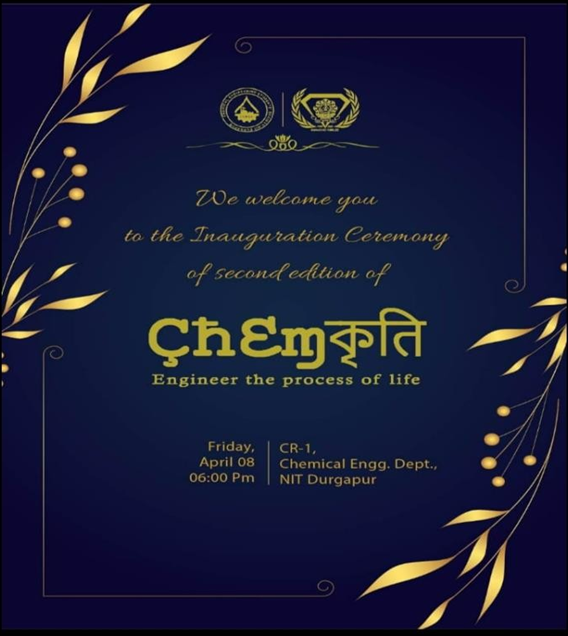 We welcome you
to the Inauguration Ceremony
of second edition of
ÇħƐɱকৃতি
Engineer the process of life
Friday,
April 08
06:00 Pm
CR-1,
Chemical Engg. Dept.,
NIT Durgapur